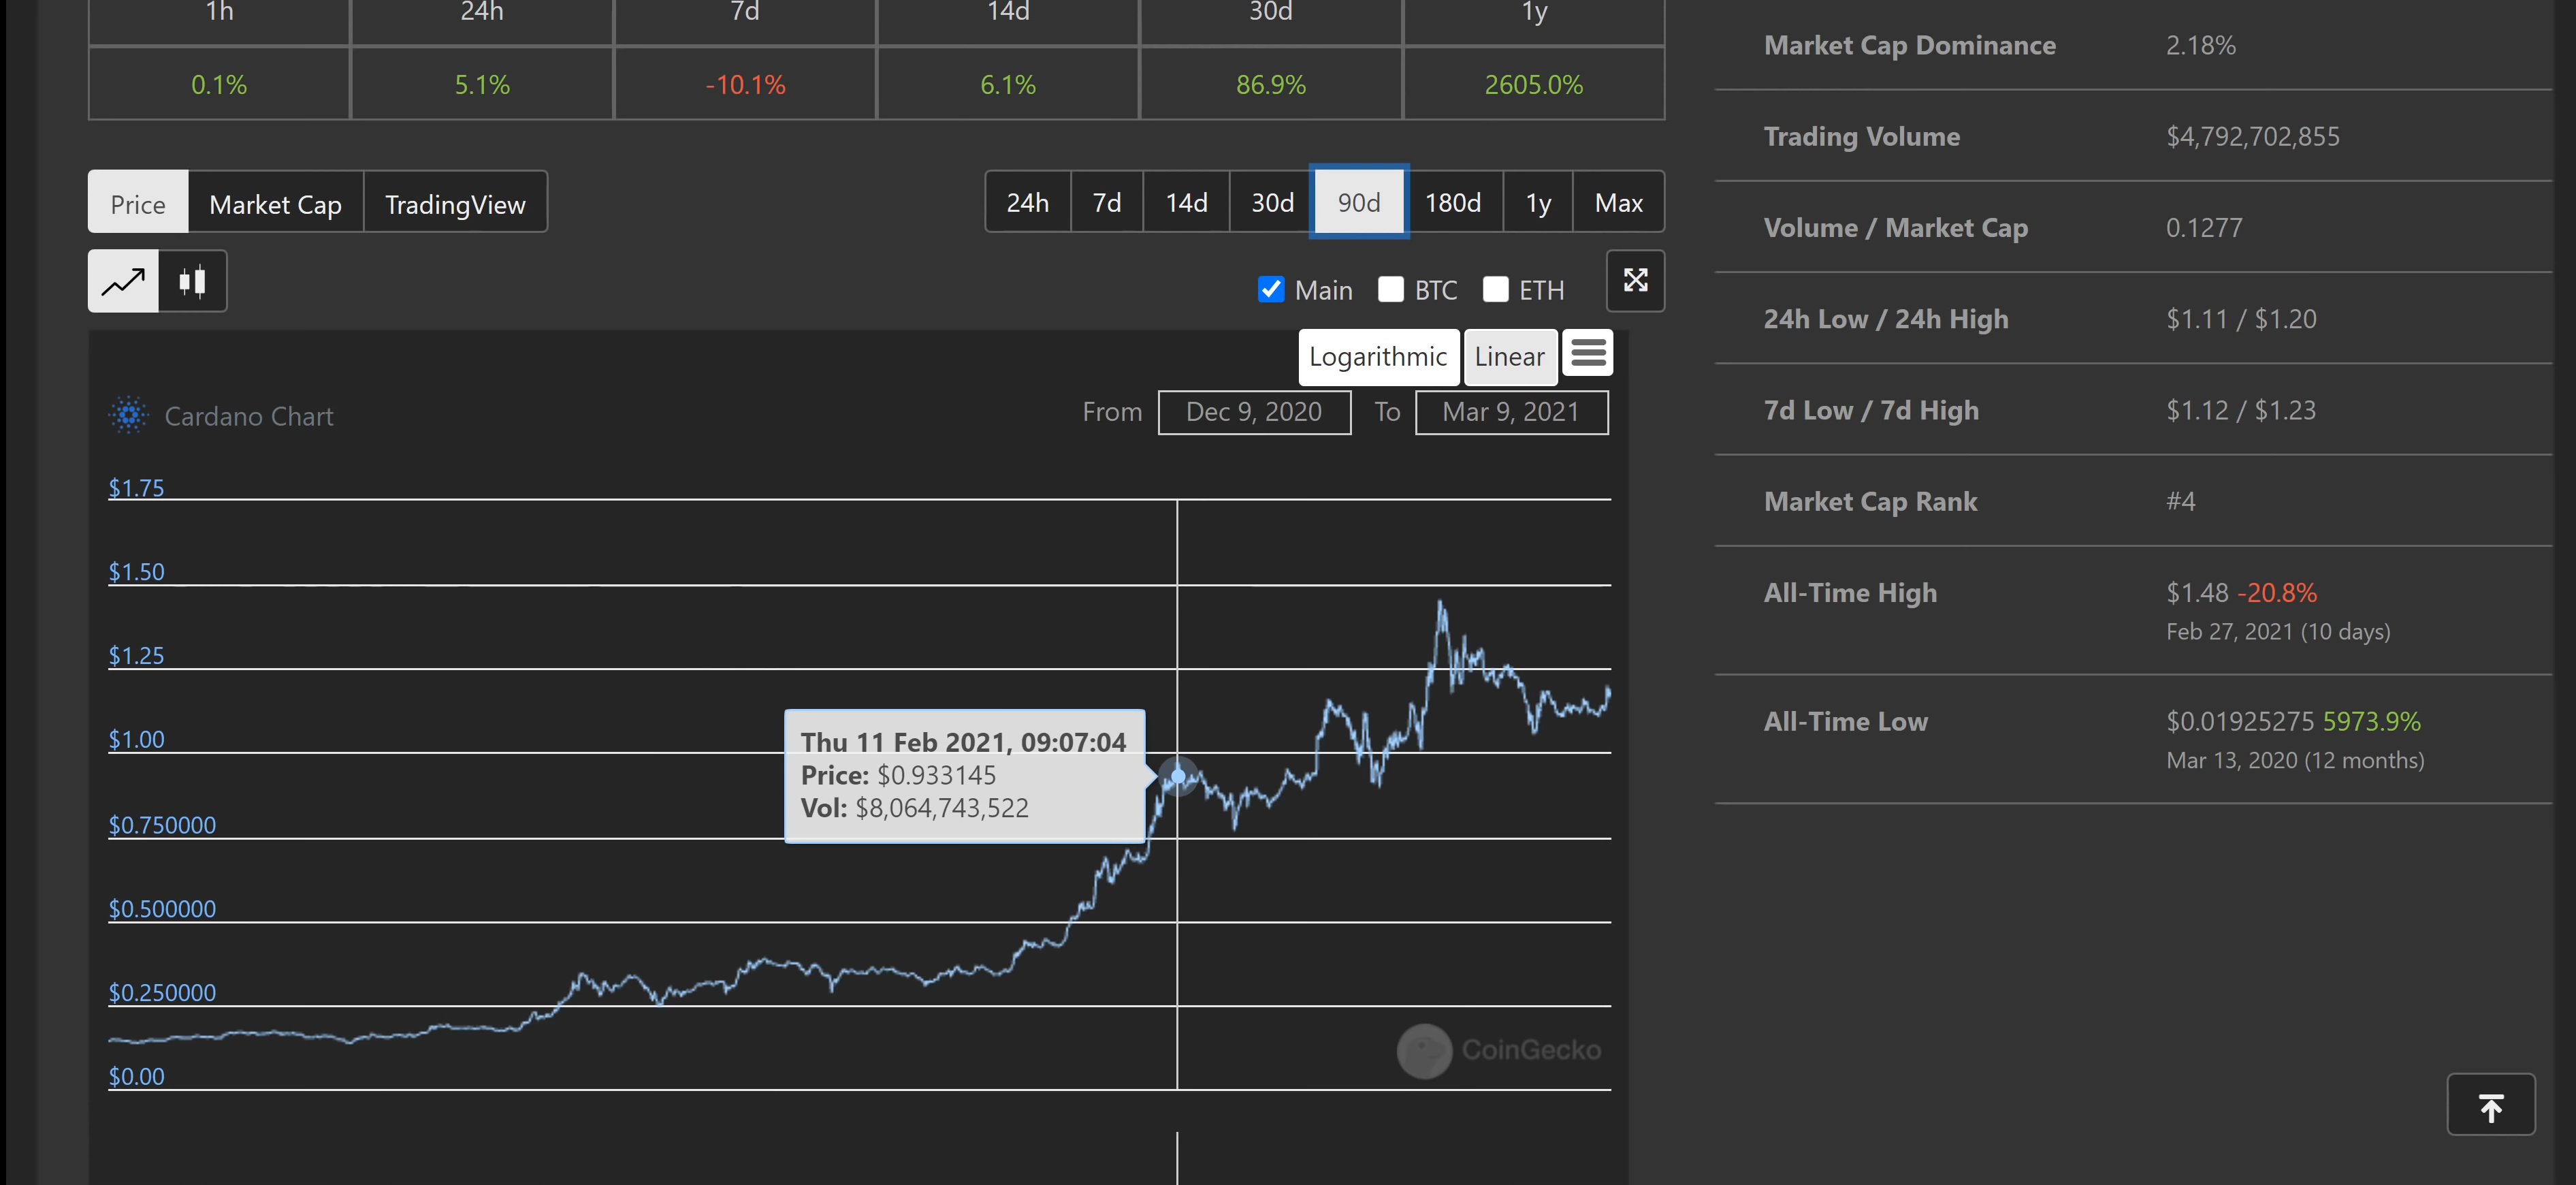 1h 24h 7d 14d 30d 1y
0.1% 5.1% -10.1% 6.1% 86.9% 2605.0%
Price Market Cap TradingView
24h 7d 14d 30d 90d 180d 1y Max
Main BTC ETH
Logarithmic Linear
Cardano Chart
From Dec 9, 2020 To Mar 9, 2021
$1.75
$1.50
$1.25
$1.00
$0.750000
$0.500000
$0.250000
$0.00
Thu 11 Feb 2021, 09:07:04
Price: $0.933145
Vol: $8,064,743,522
CoinGecko
Market Cap Dominance 2.18%
Trading Volume $4,792,702,855
Volume / Market Cap 0.1277
24h Low / 24h High $1.11 / $1.20
7d Low / 7d High $1.12 / $1.23
Market Cap Rank #4
All-Time High $1.48 -20.8%
Feb 27, 2021 (10 days)
All-Time Low $0.01925275 5973.9%
Mar 13, 2020 (12 months)